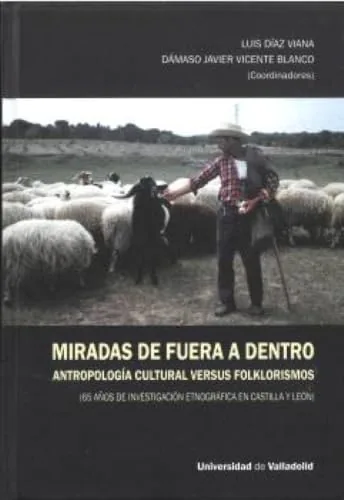 LUIS DÍAZ VIANA
DÁMASO JAVIER VICENTE BLANCO
(Coordinadores)
MIRADAS DE FUERA A DENTRO
ANTROPOLOGÍA CULTURAL VERSUS FOLKLORISMOS
(65 AÑOS DE INVESTIGACIÓN ETNOGRÁFICA EN CASTILLA Y LEÓN)
Universidad de Valladolid